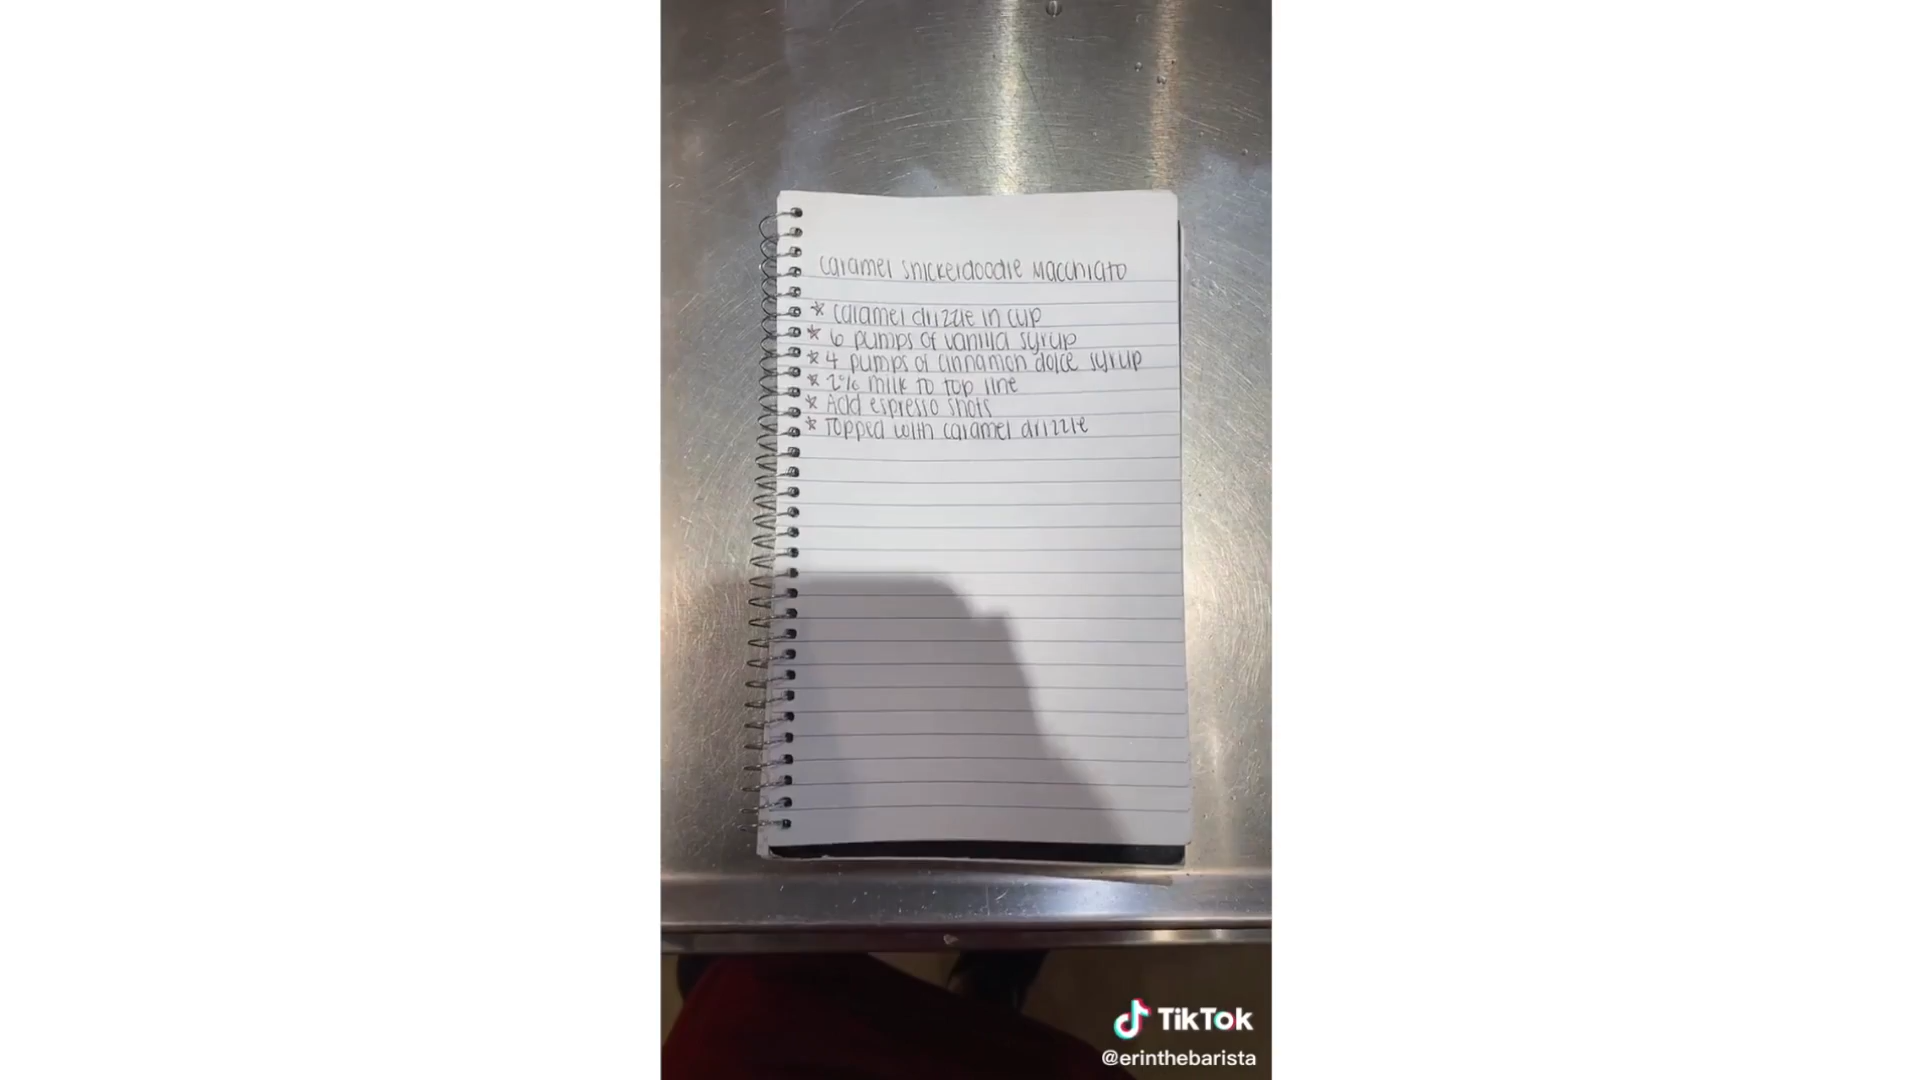 Caramel Snickerdoodle Macchiato
* Caramel drizzle in cup
* 6 pumps of vanilla syrup
* 4 pumps of cinnamon dolce syrup
* 2% milk to top line
* Add espresso shots
* Topped with caramel drizzle
TikTok
@erinthebarista